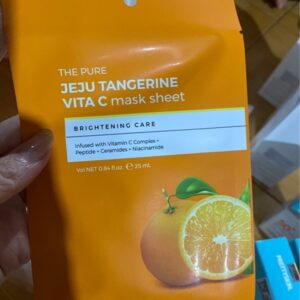 THE PURE
JEJU TANGERINE
VITA C mask sheet
BRIGHTENING CARE
Infused with Vitamin C Complex •
Peptide • Ceramides • Niacinamide
Vol NET 0.84 fl.oz. ℮ 25 mL